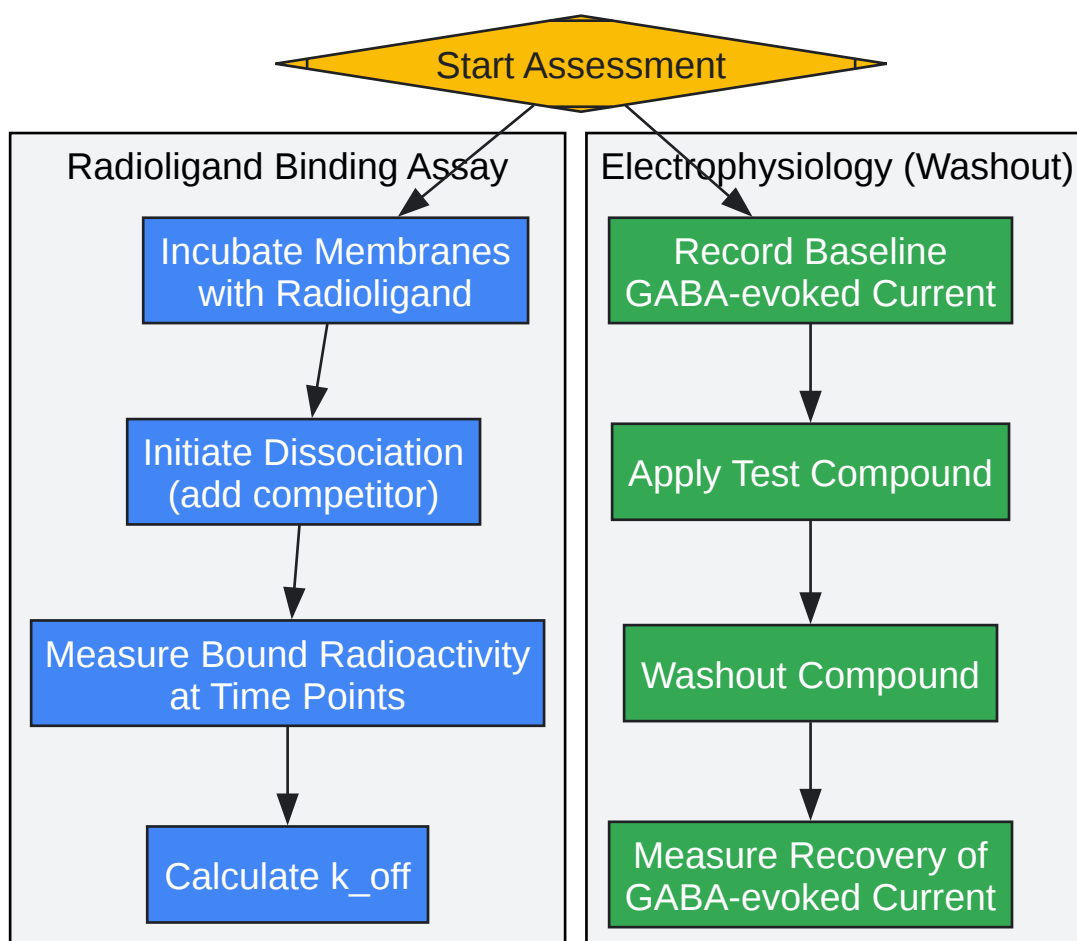 Start Assessment
Radioligand Binding Assay
Incubate Membranes
with Radioligand
Initiate Dissociation
(add competitor)
Measure Bound Radioactivity
at Time Points
Calculate k_off
Electrophysiology (Washout)
Record Baseline
GABA-evoked Current
Apply Test Compound
Washout Compound
Measure Recovery of
GABA-evoked Current